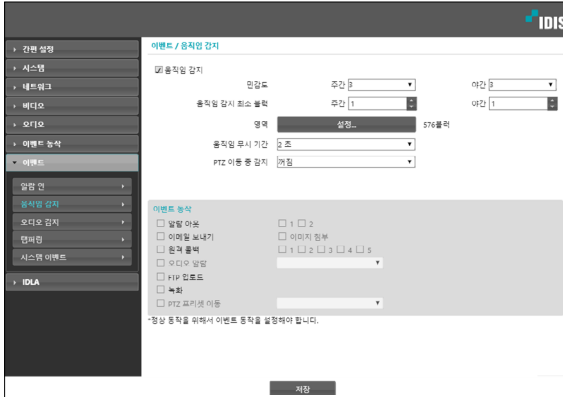 IDIS
이벤트 / 움직임 감지
간편 설정
시스템
네트워크
비디오
오디오
이벤트 동작
이벤트
알람 인
움직임 감지
오디오 감지
탬퍼링
시스템 이벤트
IDLA
움직임 감지
민감도 주간 3 야간 3
움직임 감시 최소 블럭 주간 1 야간 1
영역 설정... 576블럭
움직임 무시 기간 2 초
PTZ 이동 중 감지 꺼짐
이벤트 동작
알람 아웃 1 2
이메일 보내기 이미지 첨부
원격 콜백 1 2 3 4 5
오디오 알람
FTP 업로드
녹화
PTZ 프리셋 이동
*정상 동작을 위해서 이벤트 동작을 설정해야 합니다.
저장